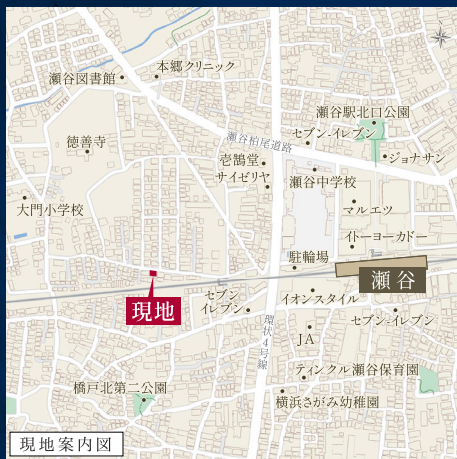 本郷クリニック
瀬谷図書館
瀬谷駅北口公園
セブン-イレブン
瀬谷柏尾道路
徳善寺
壱鵠堂
サイゼリヤ
ジョナサン
瀬谷中学校
大門小学校
マルエツ
イトーヨーカドー
駐輪場
瀬谷
現地
セブン
イレブン
イオンスタイル
環状4号線
セブン-イレブン
JA
ティンクル瀬谷保育園
橋戸北第二公園
横浜さがみ幼稚園
現地案内図